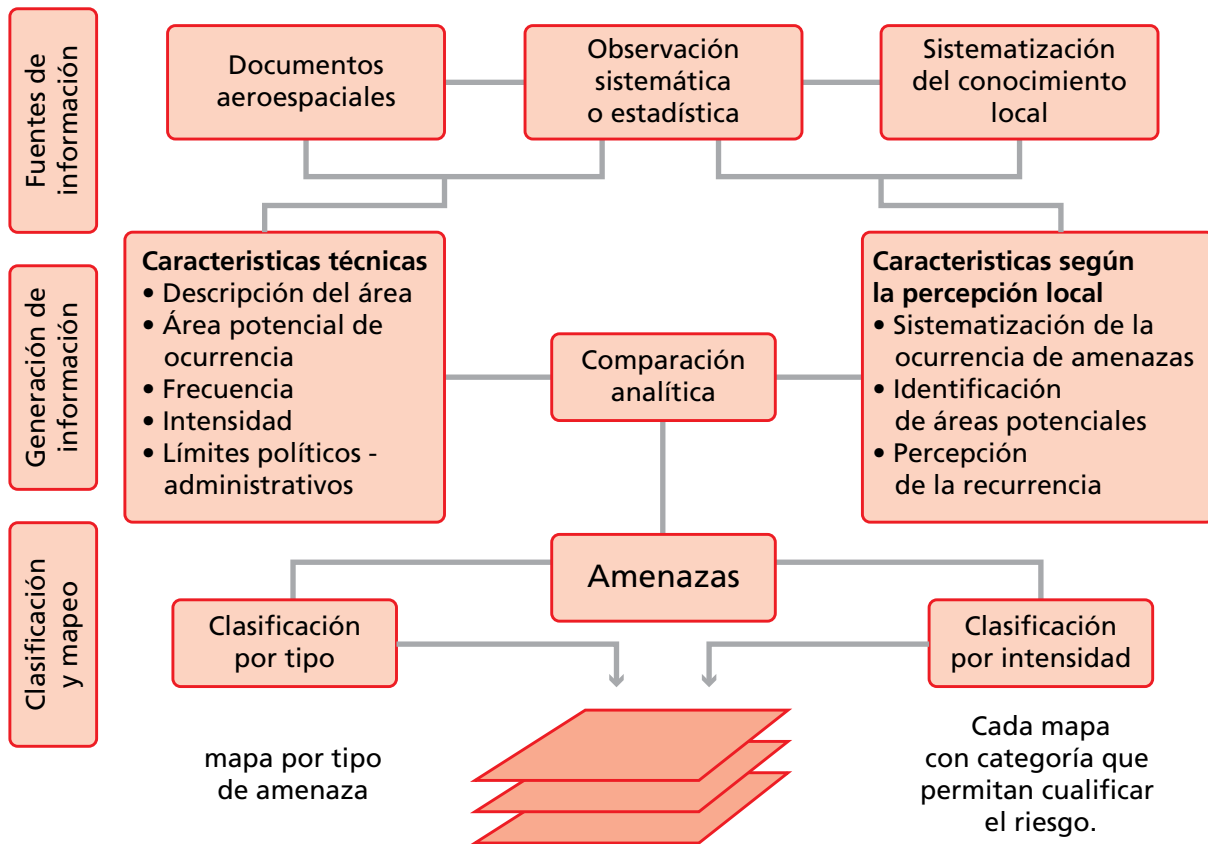 Fuentes de
información
Documentos
aeroespaciales
Observación
sistemática
o estadística
Sistematización
del conocimiento
local
Generación de
información
Caracteristicas técnicas
• Descripción del área
• Área potencial de
ocurrencia
• Frecuencia
• Intensidad
• Límites políticos -
administrativos
Comparación
analítica
Caracteristicas según
la percepción local
• Sistematización de la
ocurrencia de amenazas
• Identificación
de áreas potenciales
• Percepción
de la recurrencia
Clasificación
y mapeo
Amenazas
Clasificación
por tipo
Clasificación
por intensidad
mapa por tipo
de amenaza
Cada mapa
con categoría que
permitan cualificar
el riesgo.